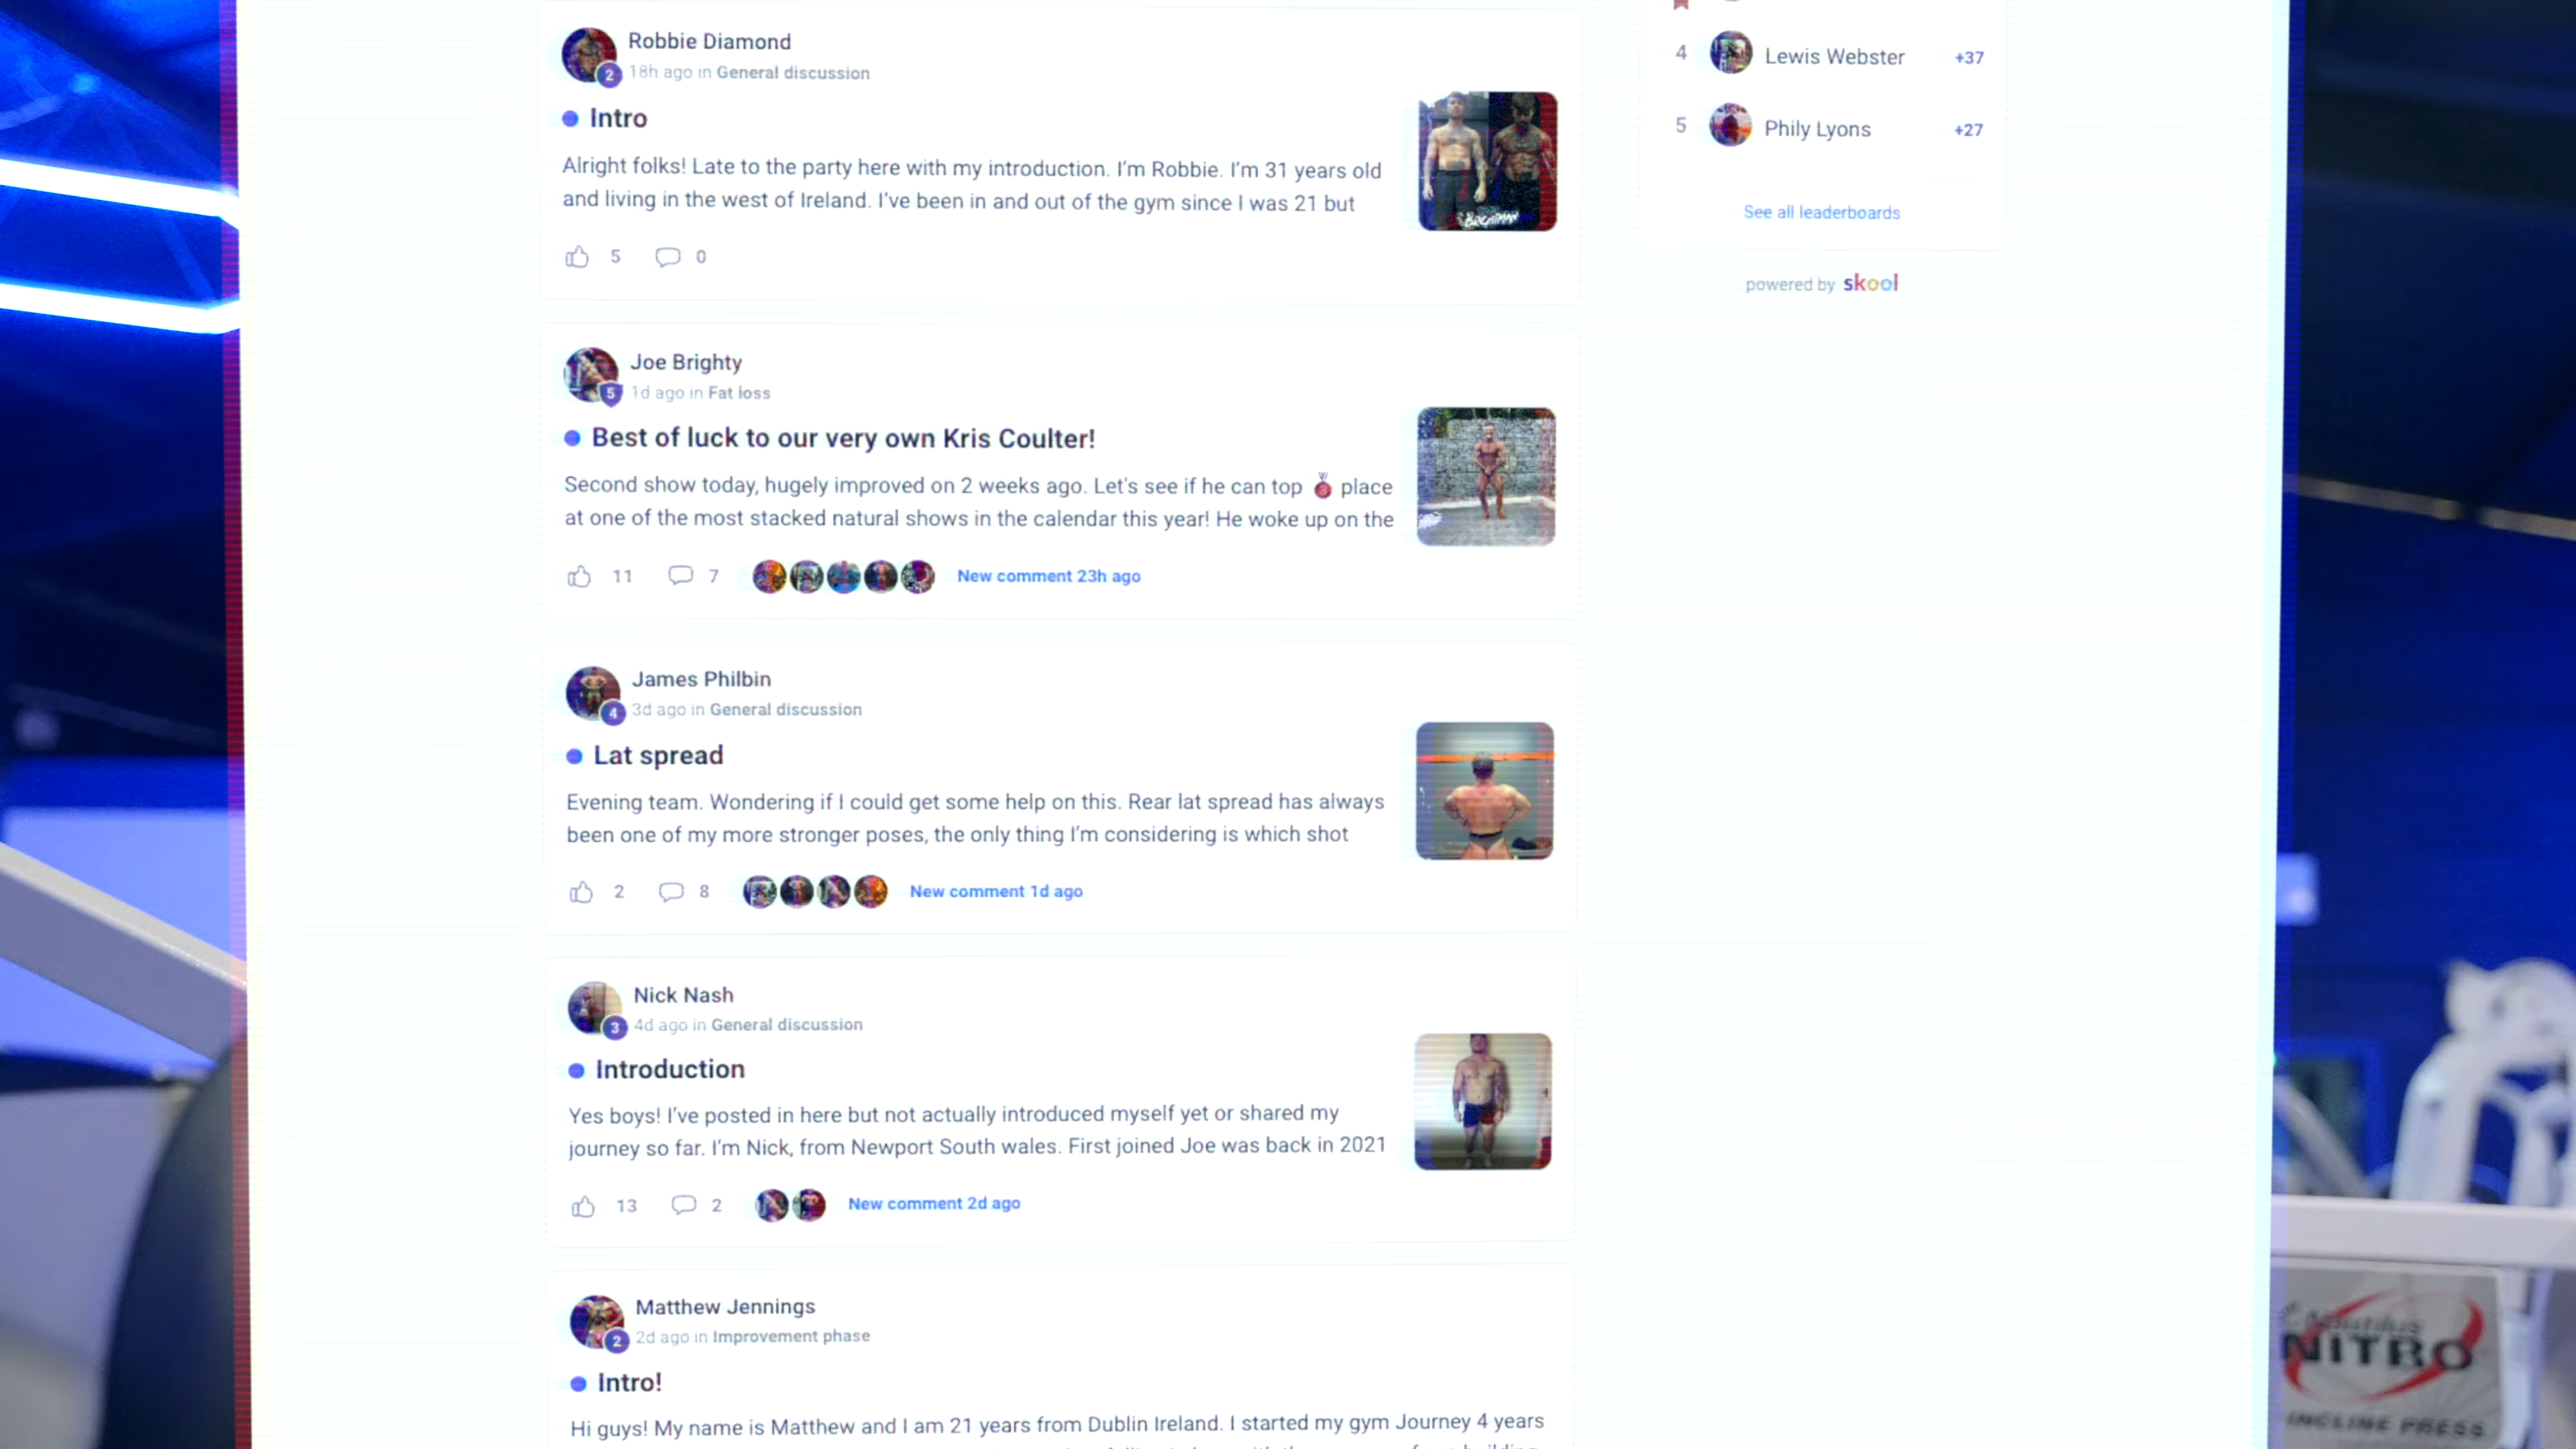 Robbie Diamond
2
18h ago in General discussion
Intro
Alright folks! Late to the party here with my introduction. I'm Robbie. I'm 31 years old
and living in the west of Ireland. I've been in and out of the gym since I was 21 but
5 0
Joe Brighty
5
1d ago in Fat loss
Best of luck to our very own Kris Coulter!
Second show today, hugely improved on 2 weeks ago. Let's see if he can top 🥉 place
at one of the most stacked natural shows in the calendar this year! He woke up on the
11 7 New comment 23h ago
James Philbin
4
3d ago in General discussion
Lat spread
Evening team. Wondering if I could get some help on this. Rear lat spread has always
been one of my more stronger poses, the only thing I'm considering is which shot
2 8 New comment 1d ago
Nick Nash
3
4d ago in General discussion
Introduction
Yes boys! I've posted in here but not actually introduced myself yet or shared my
journey so far. I'm Nick, from Newport South wales. First joined Joe was back in 2021
13 2 New comment 2d ago
Matthew Jennings
2
2d ago in Improvement phase
Intro!
Hi guys! My name is Matthew and I am 21 years from Dublin Ireland. I started my gym Journey 4 years
4 Lewis Webster +37
5 Phily Lyons +27
See all leaderboards
powered by skool
Nautilus
NITRO
INCLINE PRESS